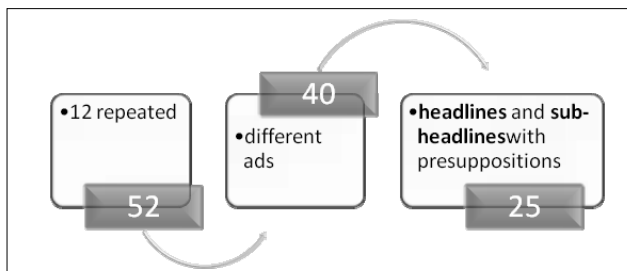 •12 repeated
52
40
•different
ads
•headlines and sub-
headlineswith
presuppositions
25